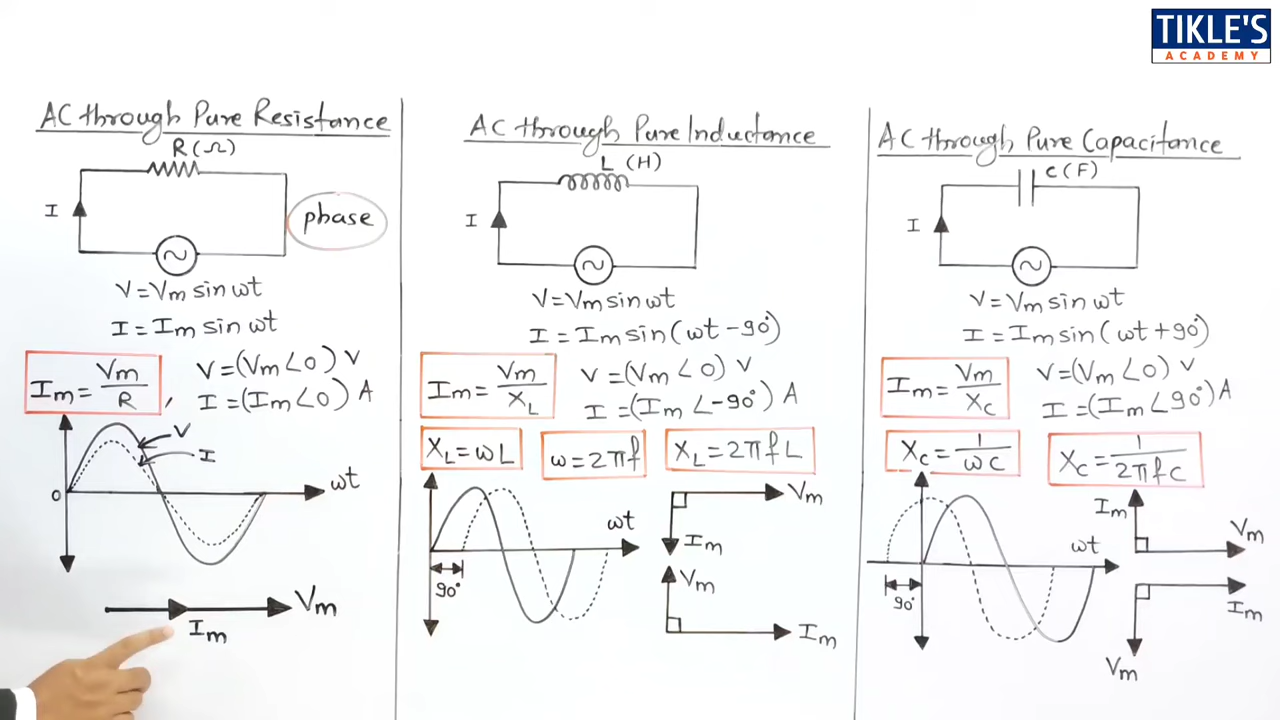 TIKLE'S
ACADEMY
AC through Pure Resistance
R(Ω)
I
phase
V=Vm sin ωt
I=Im sin ωt
Im=Vm/R,
V=(Vm∠0) V
I=(Im∠0) A
V
I
0
ωt
Vm
Im
AC through Pure Inductance
L (H)
I
V=Vm sin ωt
I=Im sin(ωt-90°)
Im=Vm/XL
V=(Vm∠0) V
I=(Im∠-90°) A
XL=ωL
ω=2πf
XL=2πfL
ωt
90°
Vm
Im
Vm
Im
AC through Pure Capacitance
C(F)
I
V=Vm sin ωt
I=Im sin(ωt+90°)
Im=Vm/XC
V=(Vm∠0) V
I=(Im∠90°) A
XC=1/ωC
XC=1/2πfC
ωt
90°
Im
Vm
Im
Vm